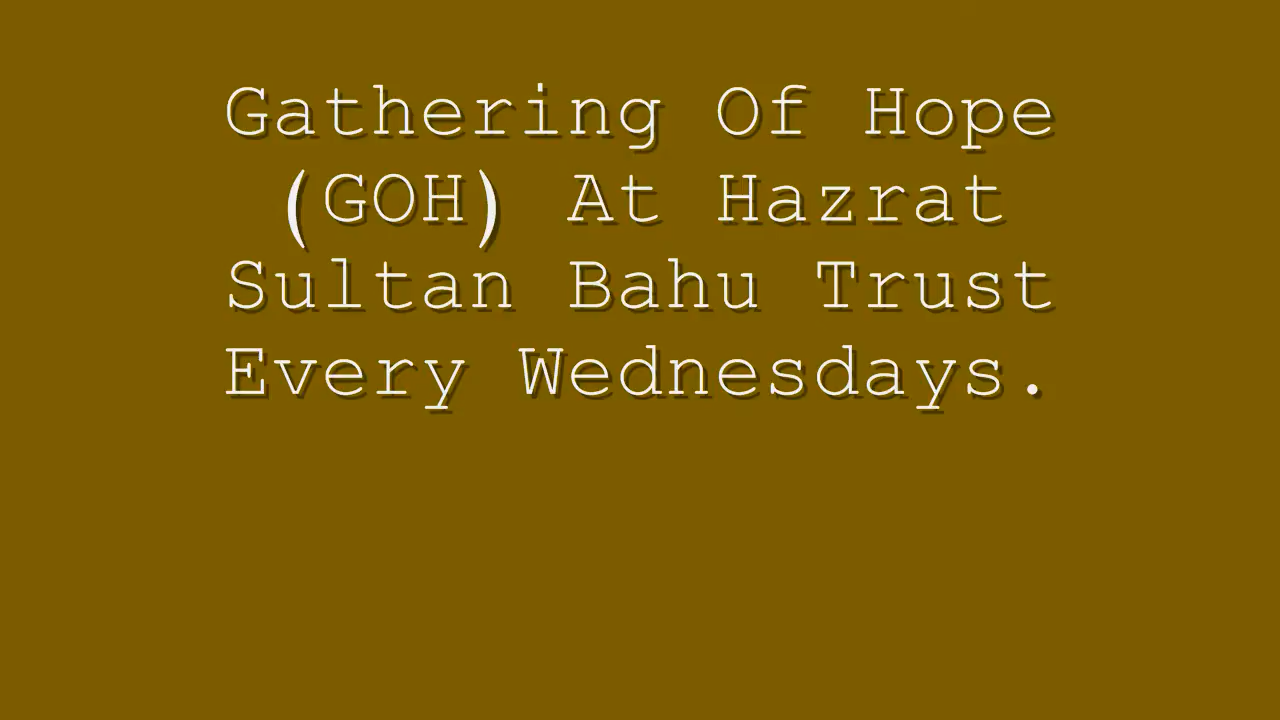 Gathering Of Hope
(GOH) At Hazrat
Sultan Bahu Trust
Every Wednesdays.